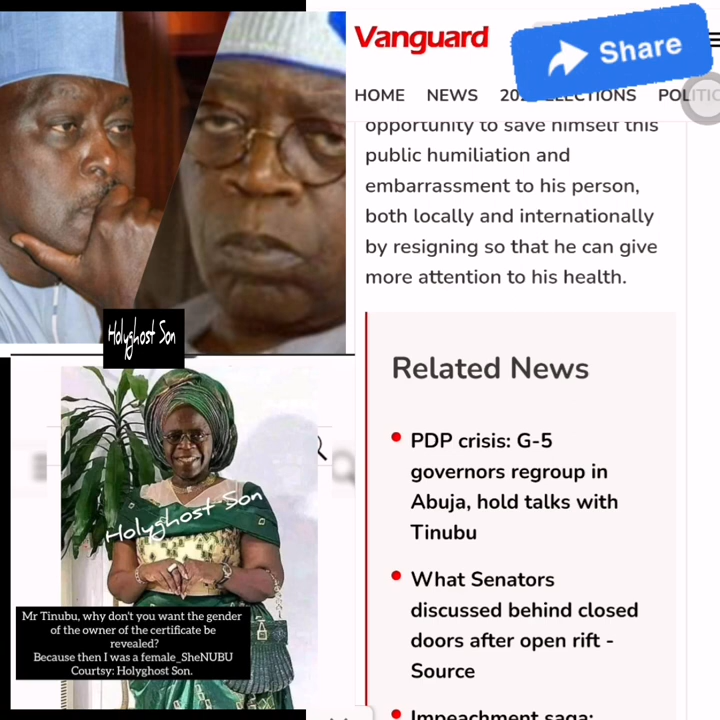 Vanguard
Share
HOME NEWS ELECTIONS
opportunity to save himself this
public humiliation and
embarrassment to his person,
both locally and internationally
by resigning so that he can give
more attention to his health.
Related News
PDP crisis: G-5
governors regroup in
Abuja, hold talks with
Tinubu
What Senators
discussed behind closed
doors after open rift -
Source
Impeachment saga:
Holyghost Son
Holyghost Son
Mr Tinubu, why don't you want the gender
of the owner of the certificate be
revealed?
Because then I was a female_SheNUBU
Courtsy: Holyghost Son.